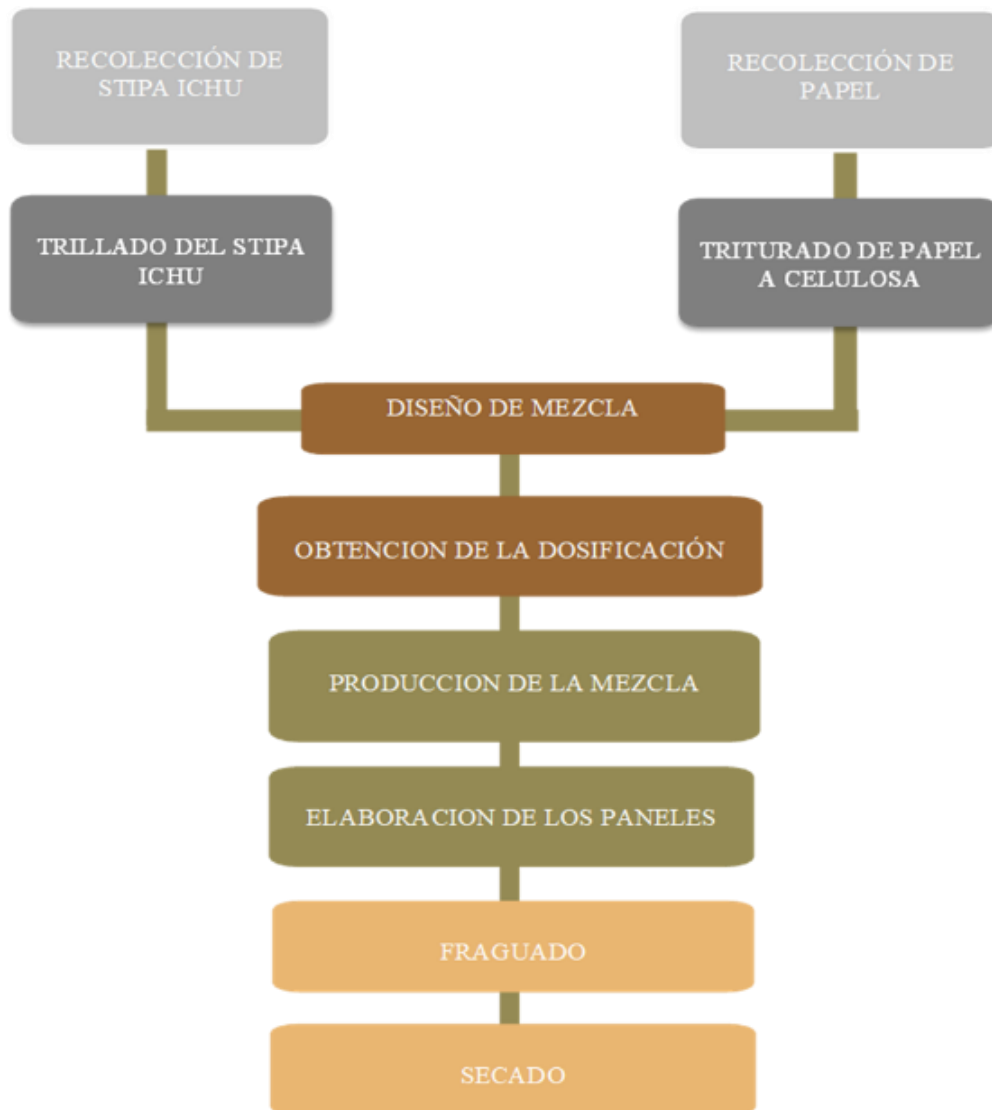 RECOLECCIÓN DE
STIPA ICHU
RECOLECCIÓN DE
PAPEL
TRILLADO DEL STIPA
ICHU
TRITURADO DE PAPEL
A CELULOSA
DISEÑO DE MEZCLA
OBTENCION DE LA DOSIFICACIÓN
PRODUCCION DE LA MEZCLA
ELABORACION DE LOS PANELES
FRAGUADO
SECADO